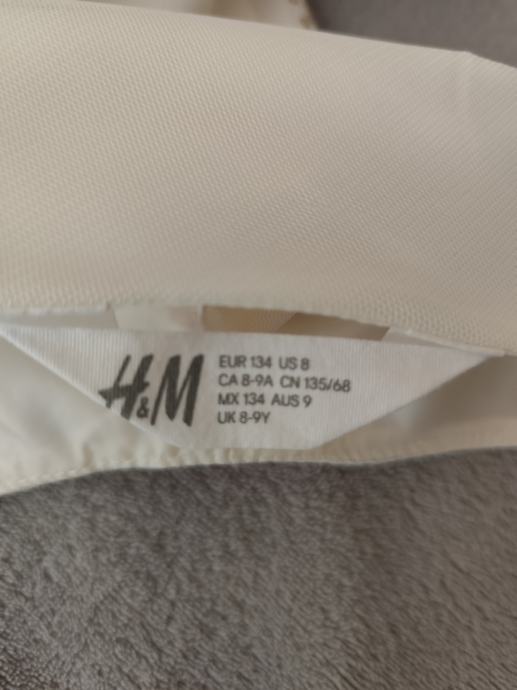 H&M
EUR 134 US 8
CA 8-9A CN 135/68
MX 134 AUS 9
UK 8-9Y